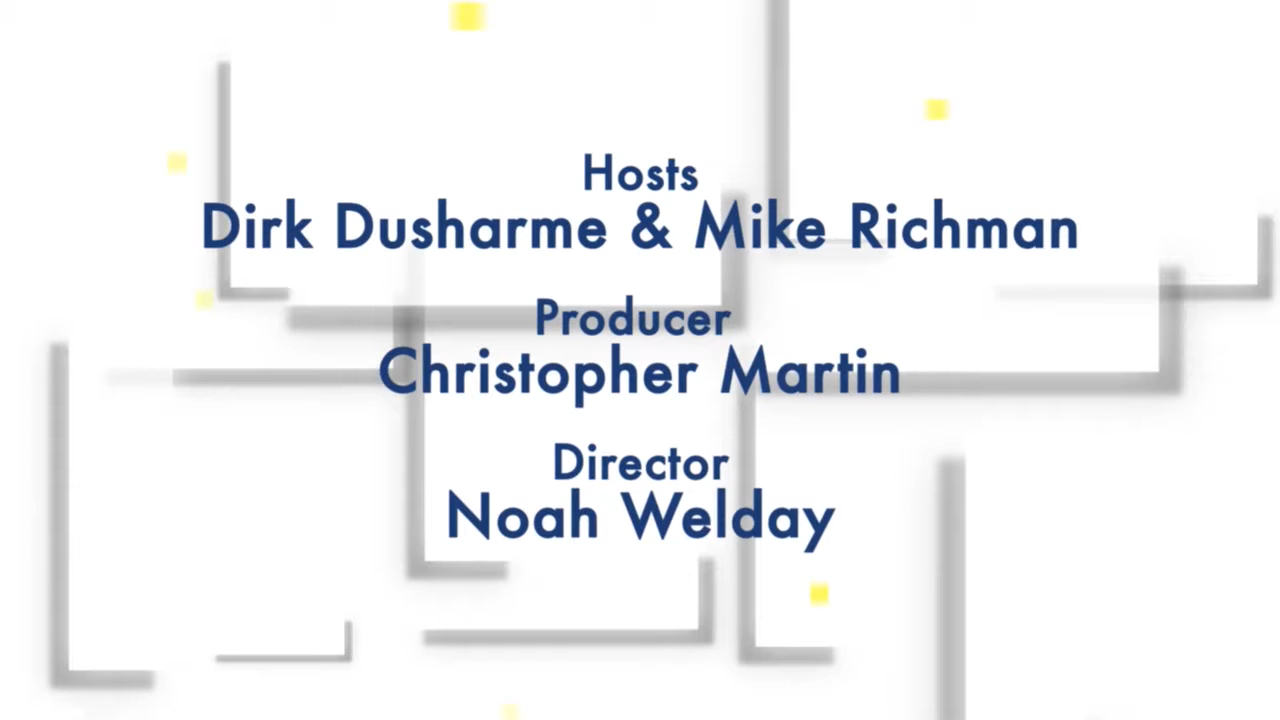 Hosts
Dirk Dusharme & Mike Richman
Producer
Christopher Martin
Director
Noah Welday